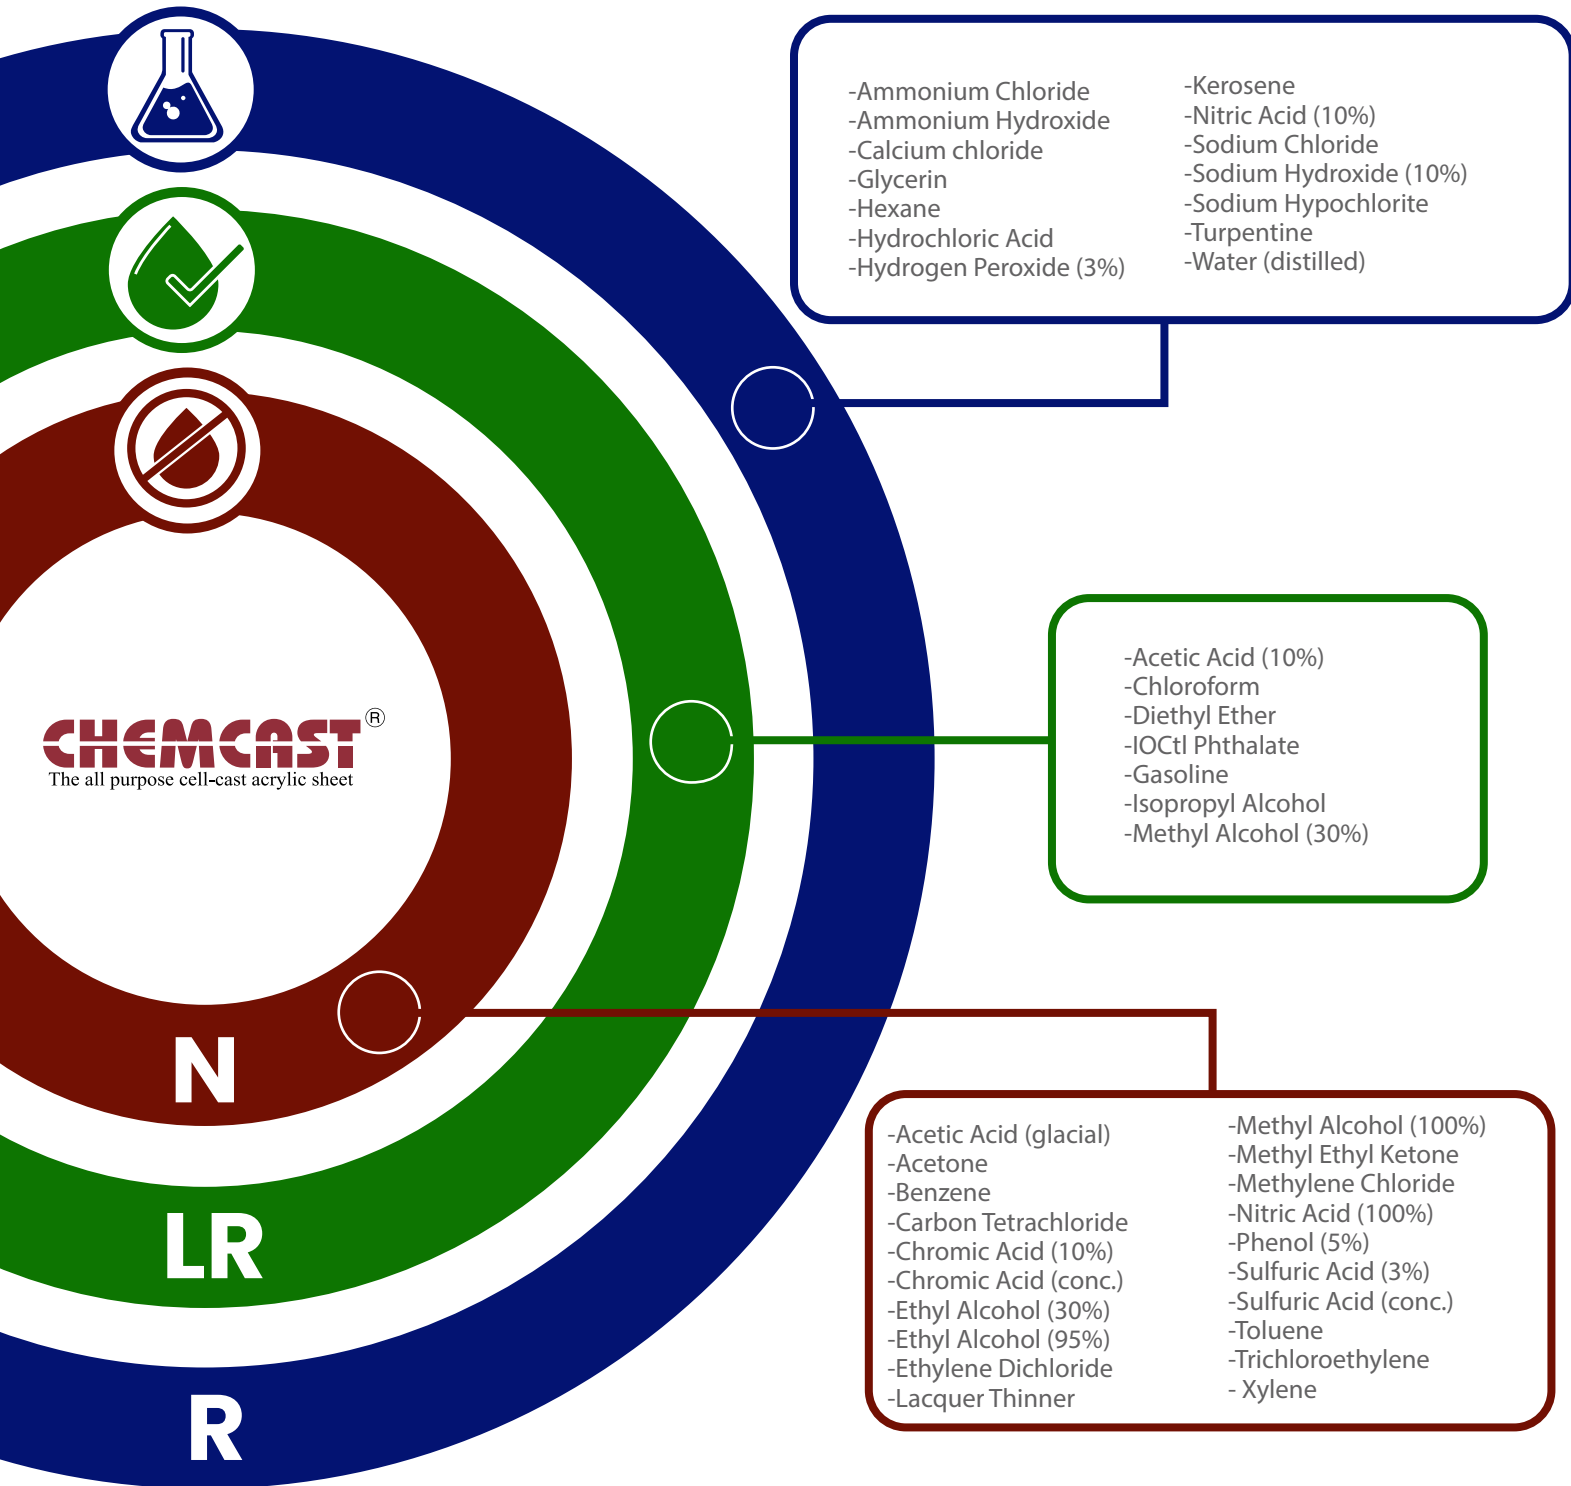 -Ammonium Chloride
-Ammonium Hydroxide
-Calcium chloride
-Glycerin
-Hexane
-Hydrochloric Acid
-Hydrogen Peroxide (3%)
-Kerosene
-Nitric Acid (10%)
-Sodium Chloride
-Sodium Hydroxide (10%)
-Sodium Hypochlorite
-Turpentine
-Water (distilled)
-Acetic Acid (10%)
-Chloroform
-Diethyl Ether
-IOCtl Phthalate
-Gasoline
-Isopropyl Alcohol
-Methyl Alcohol (30%)
CHEMCAST®
The all purpose cell-cast acrylic sheet
N
LR
R
-Acetic Acid (glacial)
-Acetone
-Benzene
-Carbon Tetrachloride
-Chromic Acid (10%)
-Chromic Acid (conc.)
-Ethyl Alcohol (30%)
-Ethyl Alcohol (95%)
-Ethylene Dichloride
-Lacquer Thinner
-Methyl Alcohol (100%)
-Methyl Ethyl Ketone
-Methylene Chloride
-Nitric Acid (100%)
-Phenol (5%)
-Sulfuric Acid (3%)
-Sulfuric Acid (conc.)
-Toluene
-Trichloroethylene
- Xylene